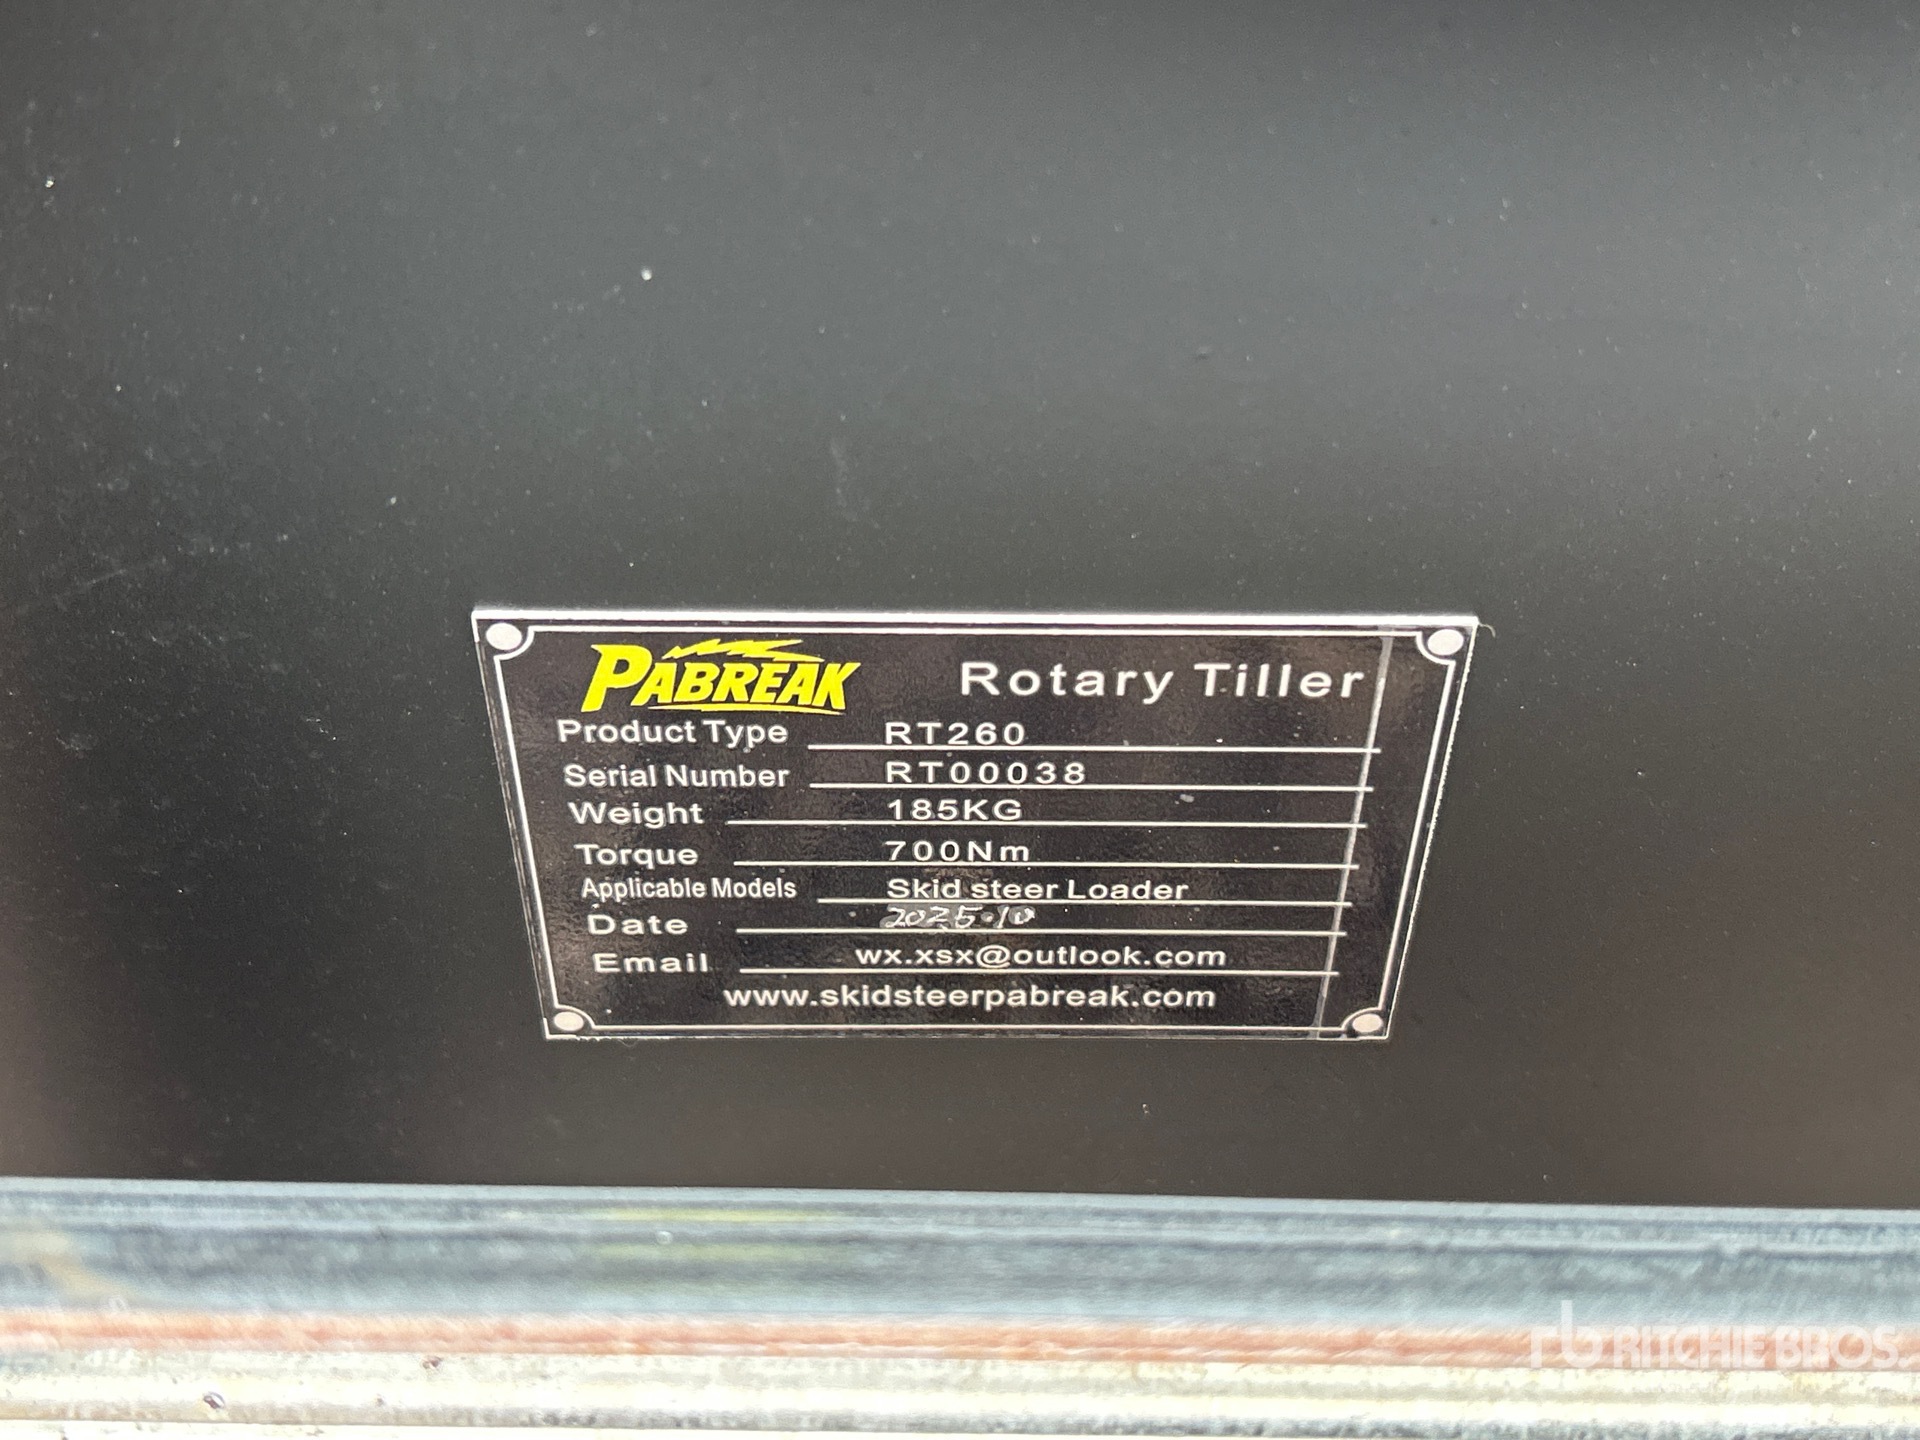 PABREAK Rotary Tiller
Product Type RT260
Serial Number RT00038
Weight 185KG
Torque 700Nm
Applicable Models Skid steer Loader
Date 2025.10
Email wx.xsx@outlook.com
www.skidsteerpabreak.com
rb RITCHIE BROS.